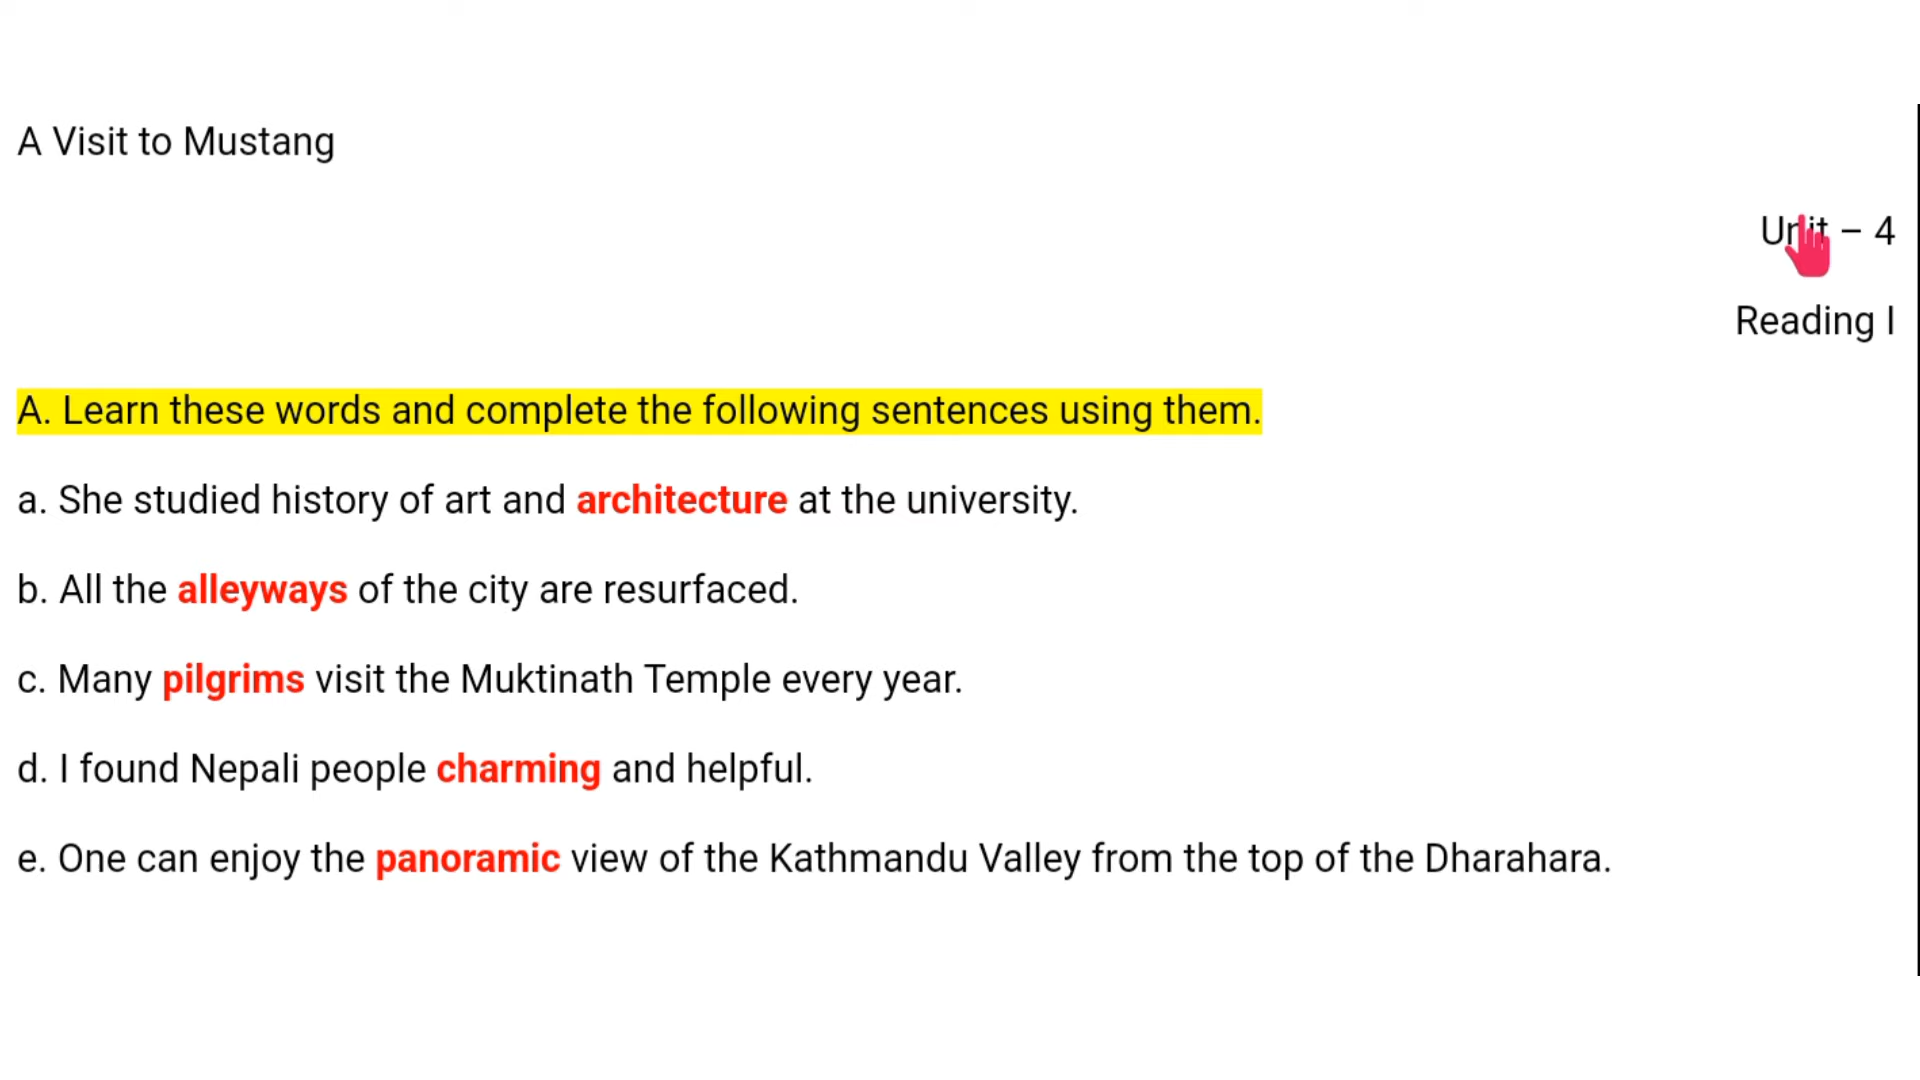 A Visit to Mustang
Unit – 4
Reading I
A. Learn these words and complete the following sentences using them.
a. She studied history of art and architecture at the university.
b. All the alleyways of the city are resurfaced.
c. Many pilgrims visit the Muktinath Temple every year.
d. I found Nepali people charming and helpful.
e. One can enjoy the panoramic view of the Kathmandu Valley from the top of the Dharahara.